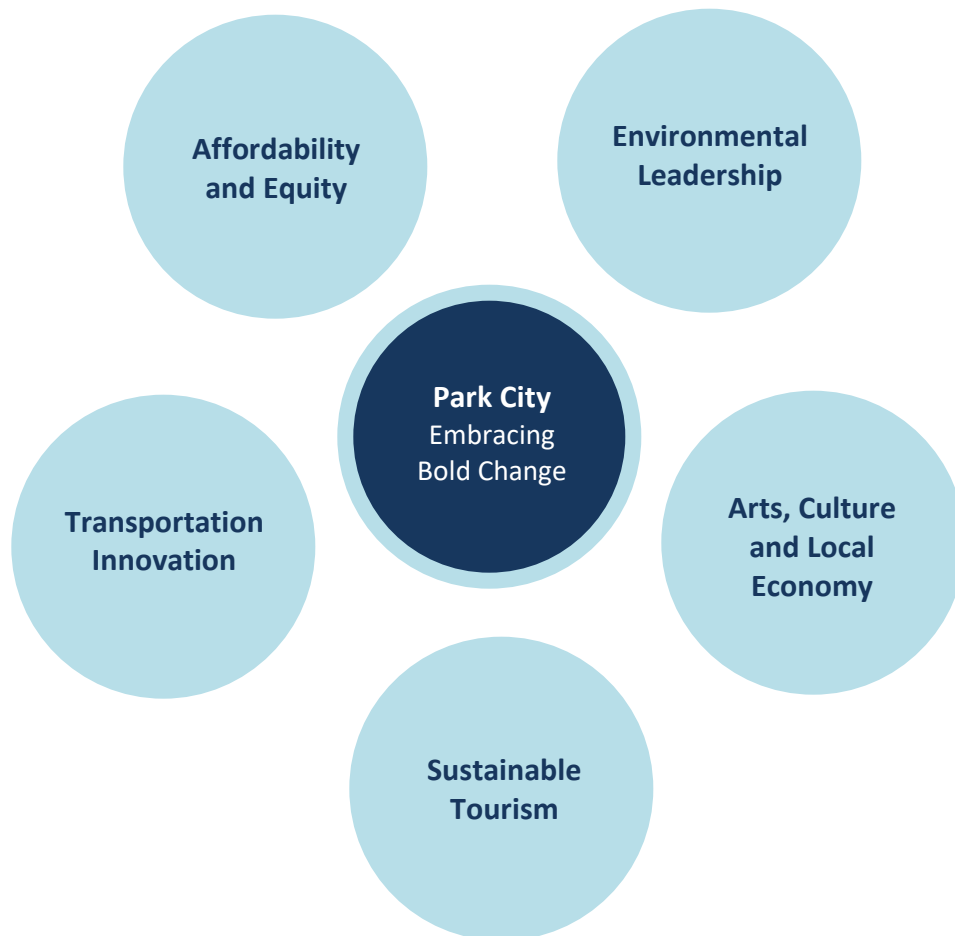 Affordability
and Equity
Environmental
Leadership
Park City
Embracing
Bold Change
Transportation
Innovation
Arts, Culture
and Local
Economy
Sustainable
Tourism